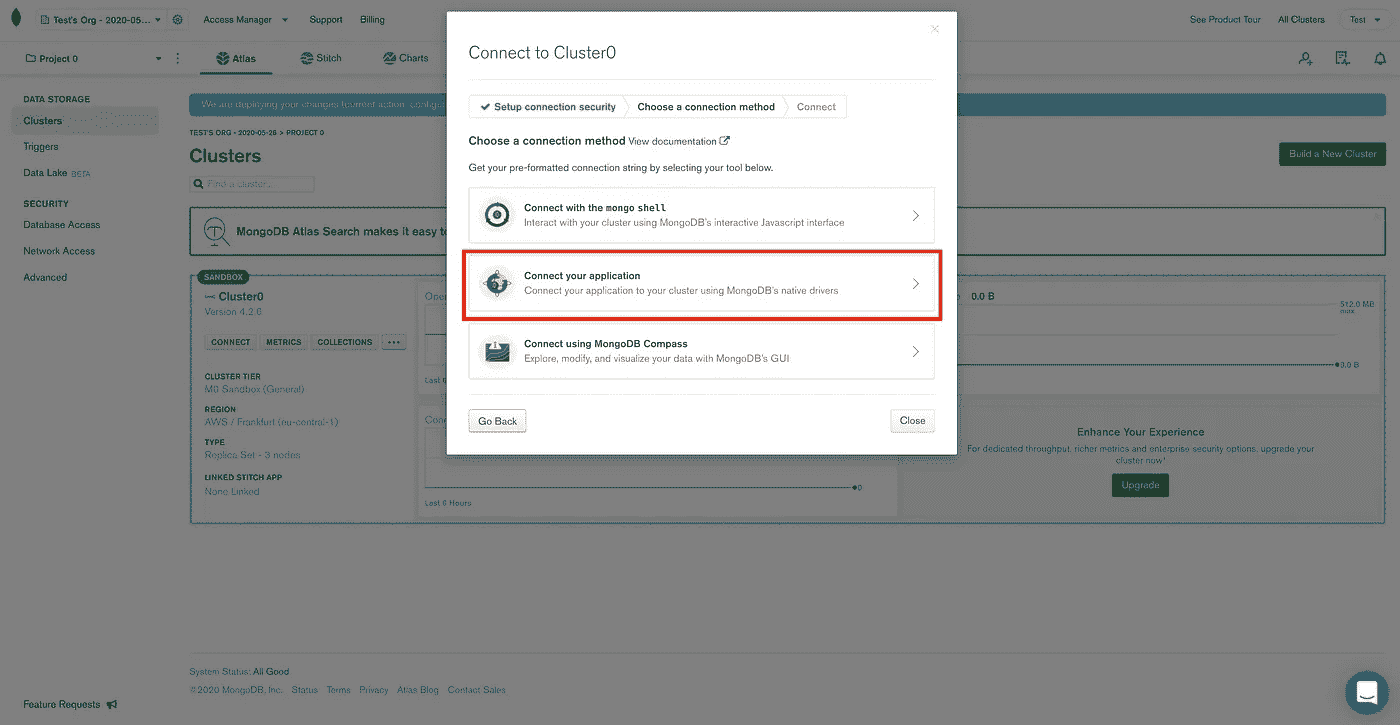 Test's Org - 2020-05...
Access Manager
Support
Billing
See Product Tour
All Clusters
Test
Project 0
Atlas
Stitch
Charts
DATA STORAGE
Clusters
Triggers
Data Lake BETA
SECURITY
Database Access
Network Access
Advanced
Feature Requests
We are deploying your changes (current action: configu
TEST'S ORG - 2020-05-26 > PROJECT 0
Clusters
Find a cluster...
Build a New Cluster
MongoDB Atlas Search makes it easy to
SANDBOX
Cluster0
Version 4.2.6
CONNECT
METRICS
COLLECTIONS
...
CLUSTER TIER
M0 Sandbox (General)
REGION
AWS / Frankfurt (eu-central-1)
TYPE
Replica Set - 3 nodes
LINKED STITCH APP
None Linked
Last 6
Last 6 Hours
0
0.0 B
512.0 MB
max
0.0 B
Enhance Your Experience
For dedicated throughput, richer metrics and enterprise security options, upgrade your
cluster now!
Upgrade
Connect to Cluster0
Setup connection security
Choose a connection method
Connect
Choose a connection method View documentation
Get your pre-formatted connection string by selecting your tool below.
Connect with the mongo shell
Interact with your cluster using MongoDB's interactive Javascript interface
Connect your application
Connect your application to your cluster using MongoDB's native drivers
Connect using MongoDB Compass
Explore, modify, and visualize your data with MongoDB's GUI
Go Back
Close
System Status: All Good
©2020 MongoDB, Inc. Status Terms Privacy Atlas Blog Contact Sales